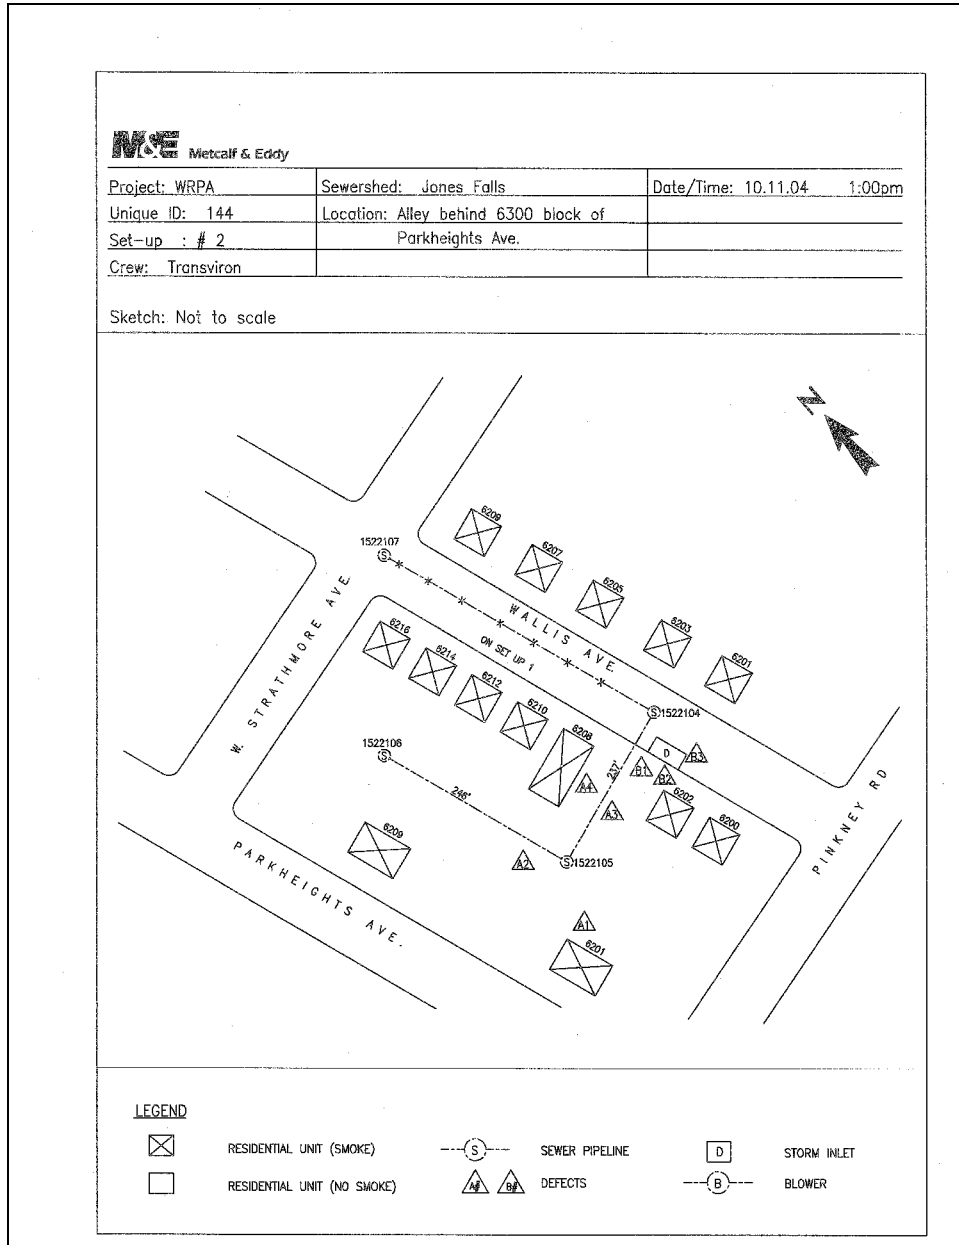 M&E Metcalf & Eddy
Project: WRPA
Sewershed: Jones Falls
Date/Time: 10.11.04 1:00pm
Unique ID: 144
Location: Alley behind 6300 block of
Set-up : # 2
Parkheights Ave.
Crew: Transviron
Sketch: Not to scale
N
6209
1522107
S
6207
6205
WALLIS AVE.
6203
W. STRATHMORE AVE.
6216
ON SET UP 1
6201
6214
6212
6210
S 1522104
6208
1522106
S
D
B3
B1
B2
237'
246'
A4
6202
A3
6200
PINKNEY RD
6209
A2
S 1522105
PARKHEIGHTS AVE.
A1
6201
LEGEND
RESIDENTIAL UNIT (SMOKE)
S SEWER PIPELINE
D STORM INLET
RESIDENTIAL UNIT (NO SMOKE)
A# B# DEFECTS
B BLOWER